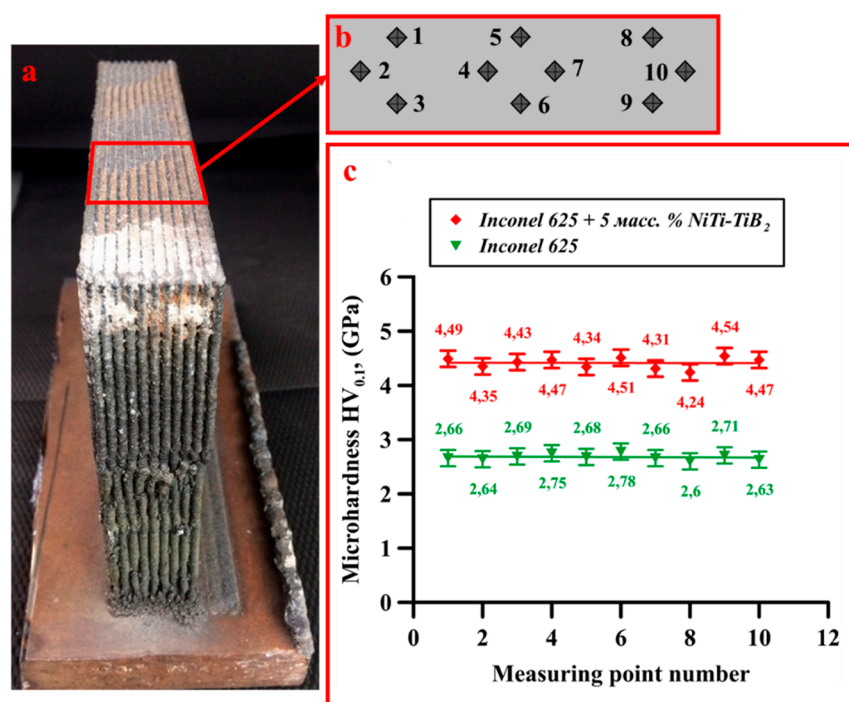 a
b
1 5 8
2 4 7 10
3 6 9
c
Inconel 625 + 5 масс. % NiTi-TiB2
Inconel 625
Microhardness HV0.1, (GPa)
6
5
4
3
2
1
0
4,49 4,43 4,34 4,31 4,54
4,35 4,47 4,51 4,24 4,47
2,66 2,69 2,68 2,66 2,71
2,64 2,75 2,78 2,6 2,63
0 2 4 6 8 10 12
Measuring point number